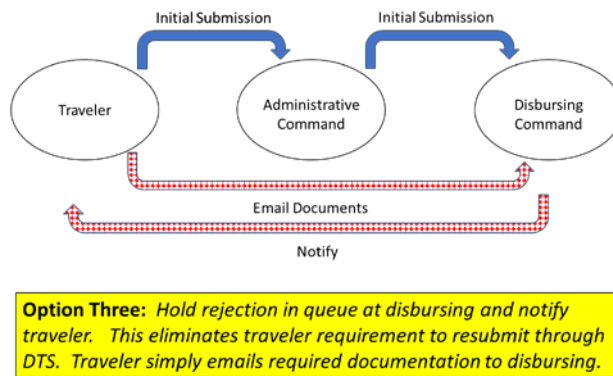 Initial Submission
Initial Submission
Traveler
Administrative
Command
Disbursing
Command
Email Documents
Notify
Option Three: Hold rejection in queue at disbursing and notify
traveler. This eliminates traveler requirement to resubmit through
DTS. Traveler simply emails required documentation to disbursing.